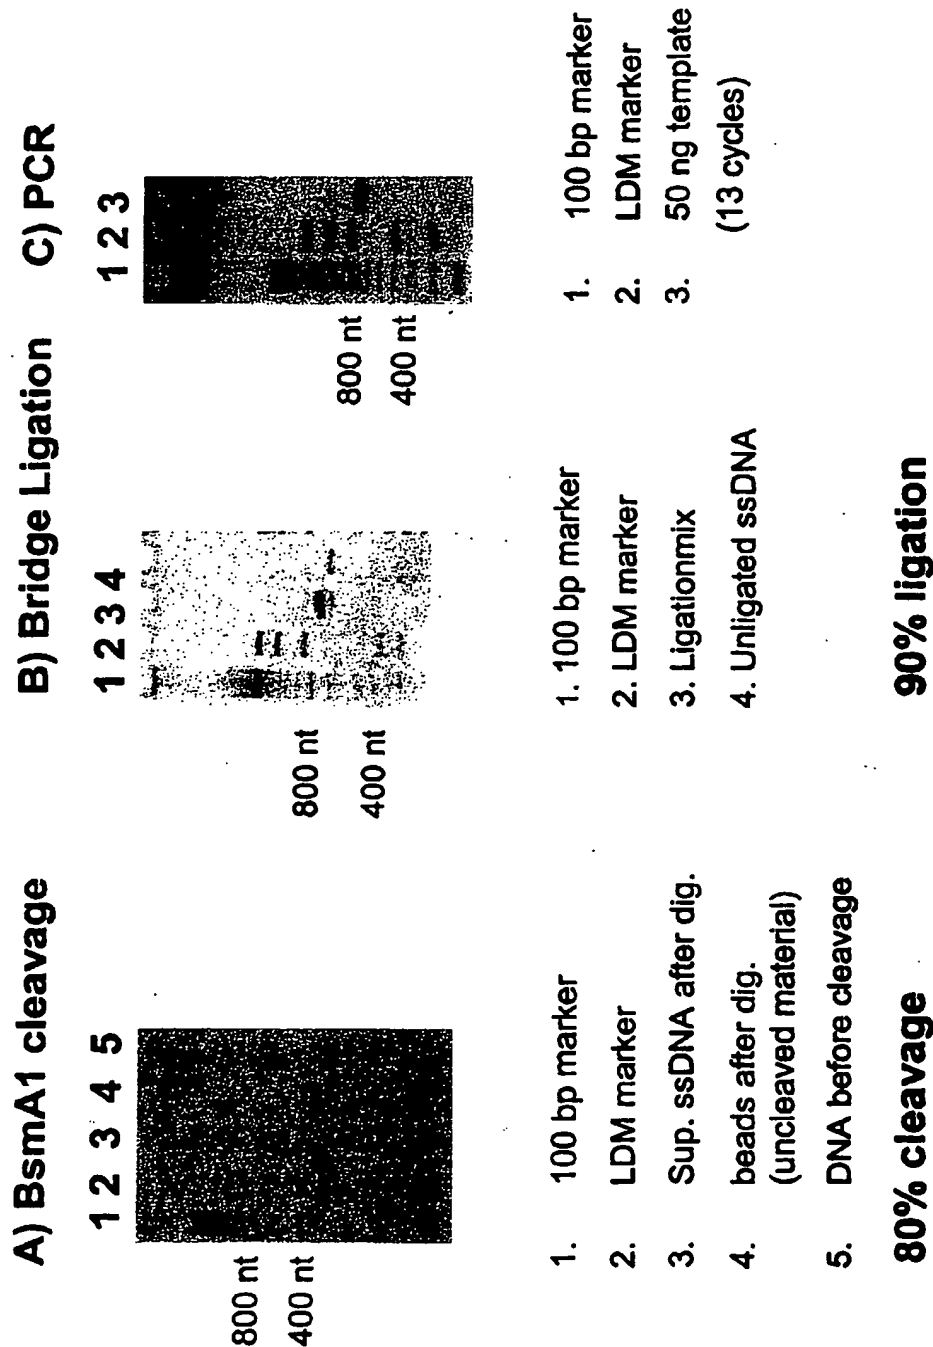 A) BsmA1 cleavage
1 2 3 4 5
800 nt
400 nt
1. 100 bp marker
2. LDM marker
3. Sup. ssDNA after dig.
4. beads after dig.
(uncleaved material)
5. DNA before cleavage
80% cleavage
B) Bridge Ligation
1 2 3 4
800 nt
400 nt
1. 100 bp marker
2. LDM marker
3. Ligationmix
4. Unligated ssDNA
90% ligation
C) PCR
1 2 3
800 nt
400 nt
1. 100 bp marker
2. LDM marker
3. 50 ng template
(13 cycles)